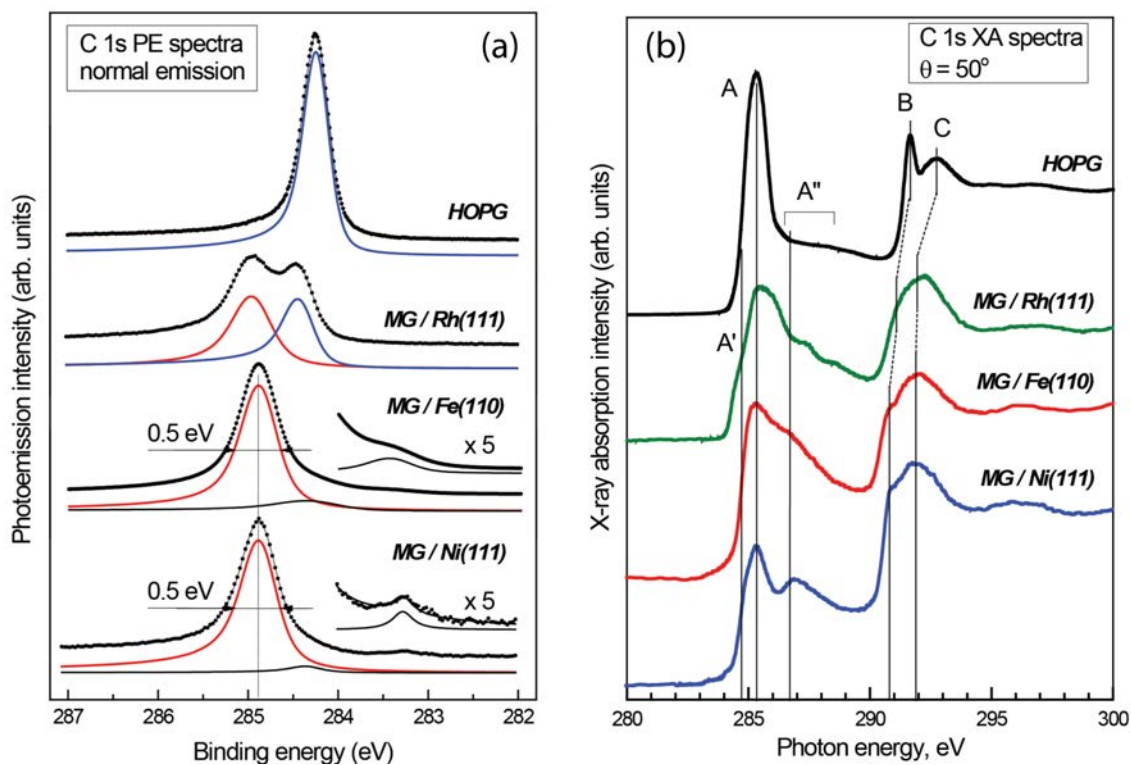 C 1s PE spectra
normal emission
(a)
HOPG
MG / Rh(111)
MG / Fe(110)
0.5 eV
x 5
MG / Ni(111)
0.5 eV
x 5
Photoemission intensity (arb. units)
287 286 285 284 283 282
Binding energy (eV)
(b)
C 1s XA spectra
θ = 50°
A
B
C
A"
HOPG
MG / Rh(111)
A'
MG / Fe(110)
MG / Ni(111)
X-ray absorption intensity (arb. units)
280 285 290 295 300
Photon energy, eV